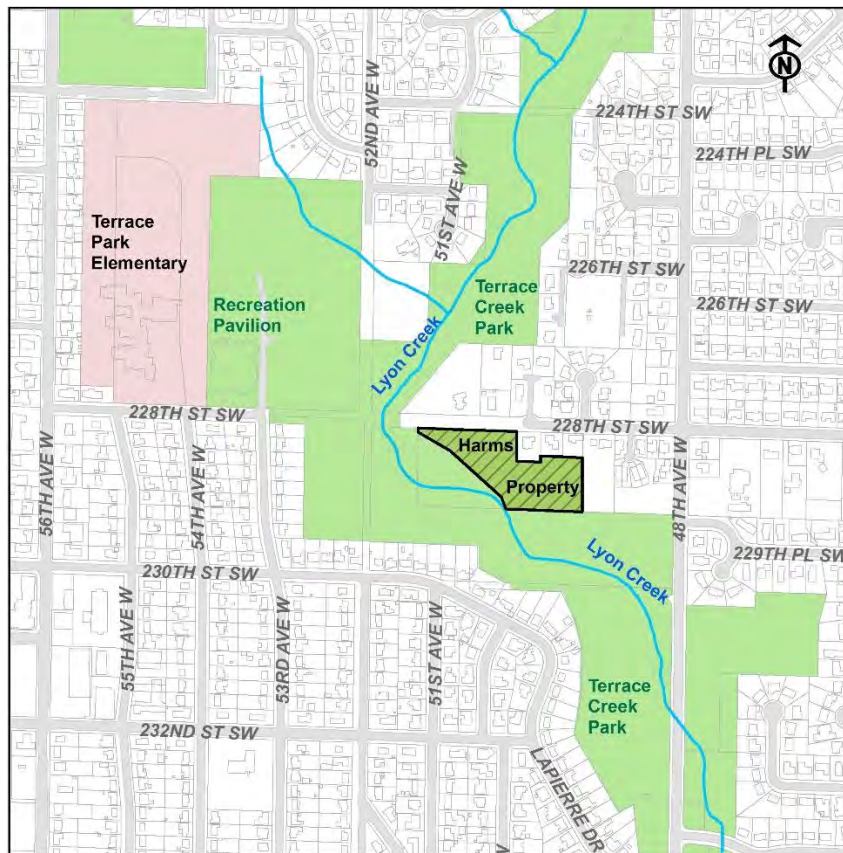 N
52ND AVE W
224TH ST SW
224TH PL SW
Terrace
Park
Elementary
51ST AVE W
226TH ST SW
226TH ST SW
Recreation
Pavilion
Terrace
Creek
Park
Lyon Creek
228TH ST SW
228TH ST SW
Harms
Property
56TH AVE W
54TH AVE W
48TH AVE W
229TH PL SW
Lyon Creek
230TH ST SW
55TH AVE W
53RD AVE W
51ST AVE W
Terrace
Creek
Park
232ND ST SW
LAPIERRE DR
W